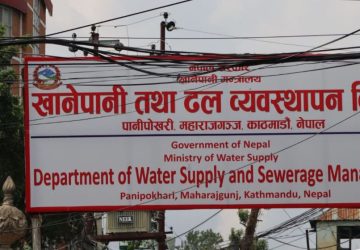 नेपाल सरकार
खानेपानी मन्त्रालय
खानेपानी तथा ढल व्यवस्थापन वि
पानीपोखरी, महाराजगञ्ज, काठमाडौं, नेपाल
Government of Nepal
Ministry of Water Supply
Department of Water Supply and Sewerage Mana
Panipokhari, Maharajgunj, Kathmandu, Nepal